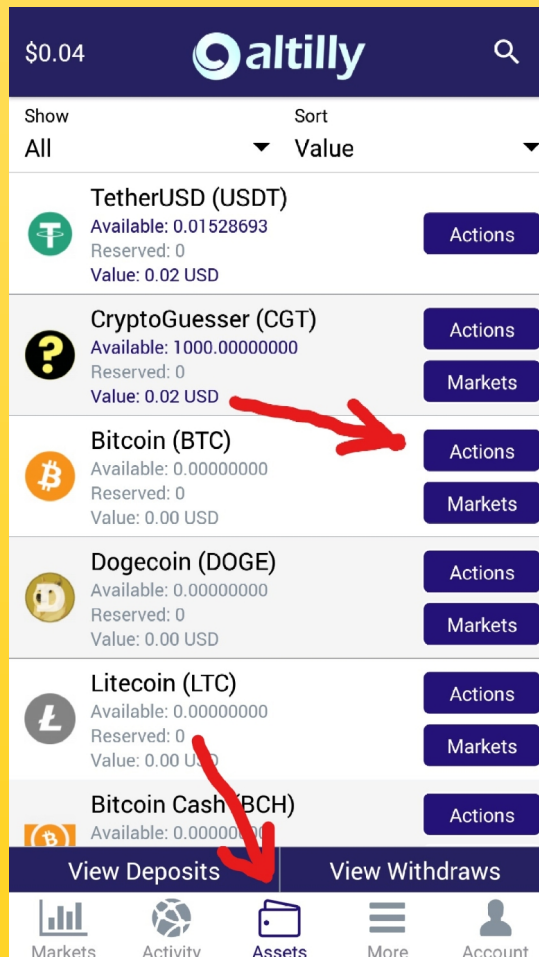 $0.04
altilly
Show Sort
All Value
TetherUSD (USDT)
Available: 0.01528693
Actions
Reserved: 0
Value: 0.02 USD
CryptoGuesser (CGT)
Actions
Available: 1000.00000000
Reserved: 0
Markets
Value: 0.02 USD
Bitcoin (BTC)
Actions
Available: 0.00000000
Reserved: 0
Markets
Value: 0.00 USD
Dogecoin (DOGE)
Actions
Available: 0.00000000
Reserved: 0
Markets
Value: 0.00 USD
Litecoin (LTC)
Actions
Available: 0.00000000
Reserved: 0
Markets
Value: 0.00 USD
Bitcoin Cash (BCH)
Actions
Available: 0.00000000
View Deposits View Withdraws
Markets Activity Assets More Account